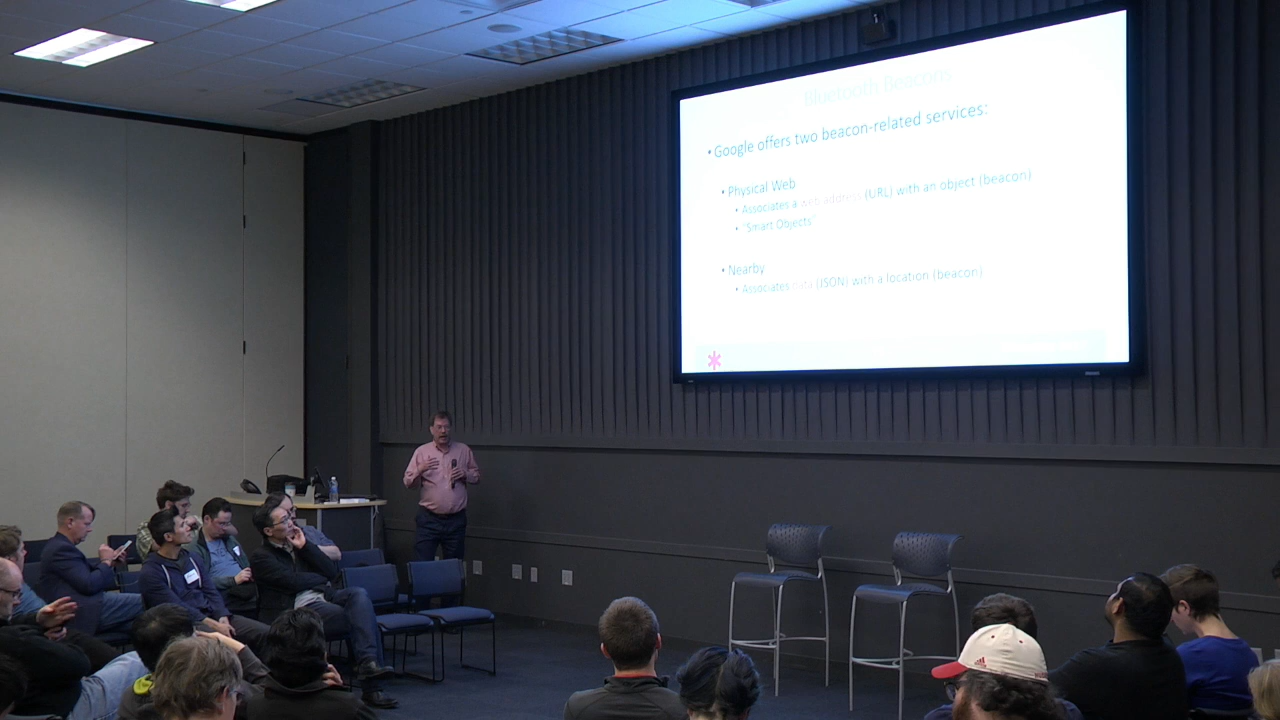 Bluetooth Beacons
• Google offers two beacon-related services:
• Physical Web
• Associates a web address (URL) with an object (beacon)
• "Smart Objects"
• Nearby
• Associates data (JSON) with a location (beacon)